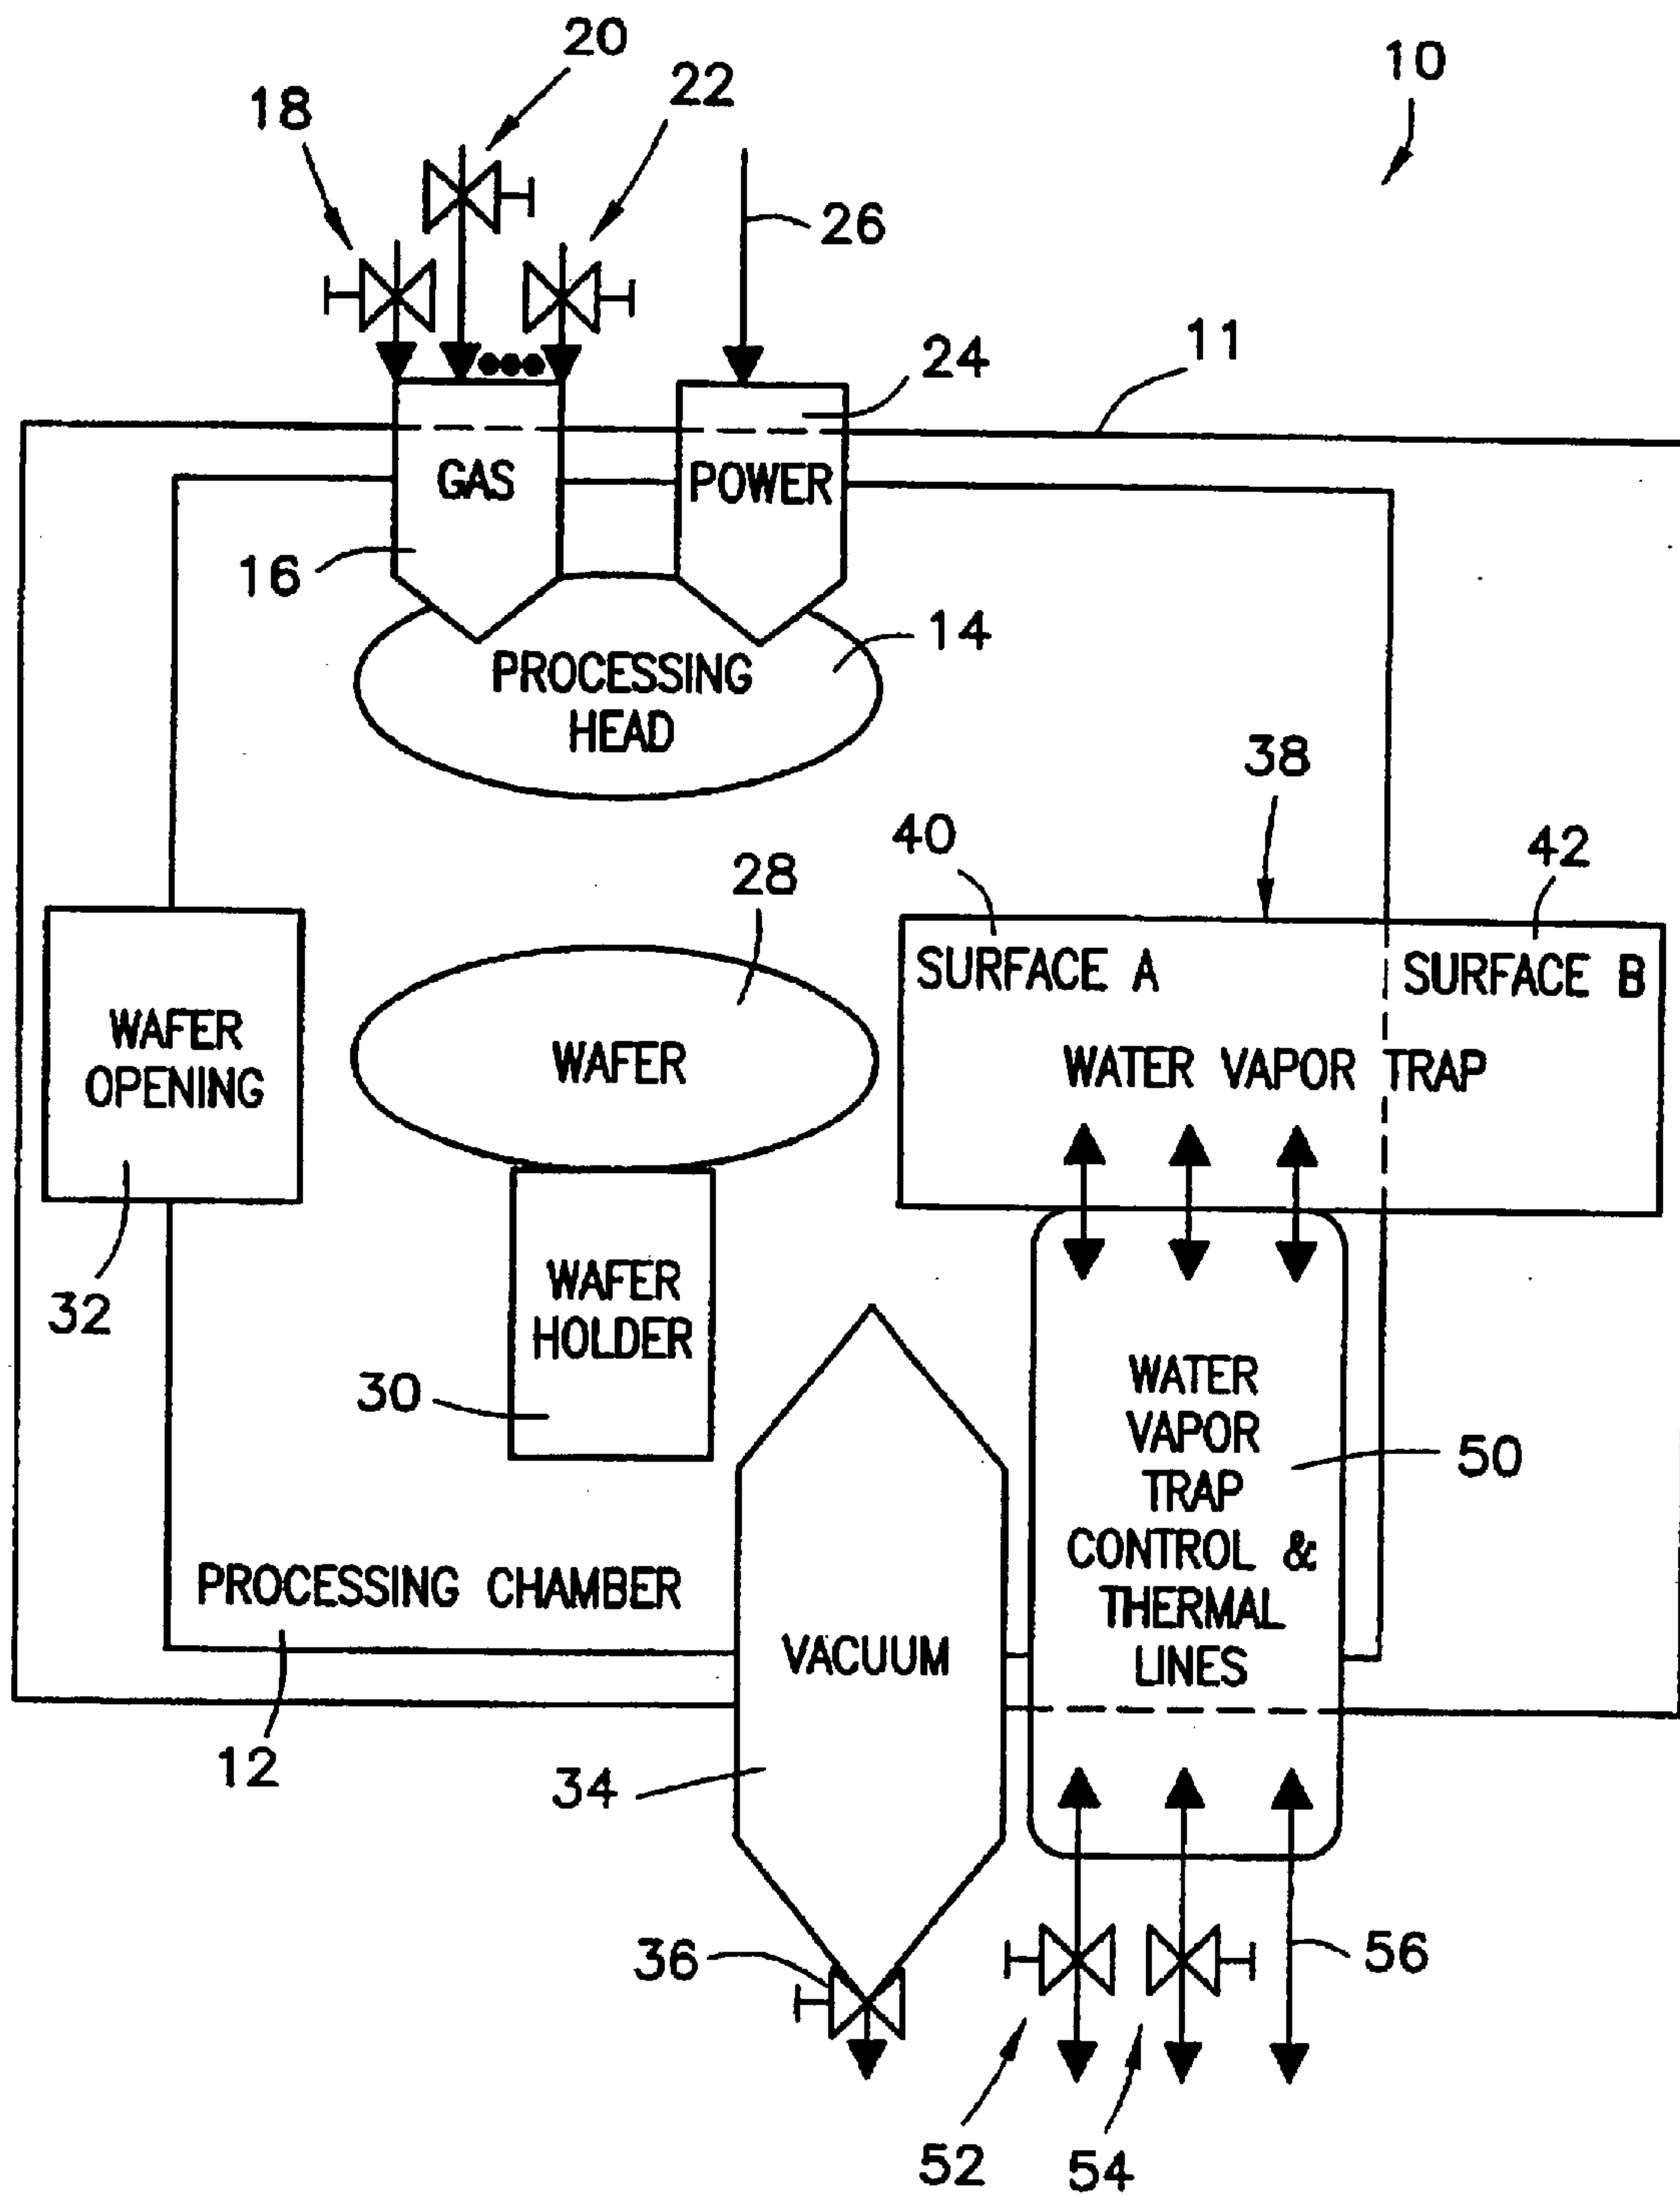 20
10
22
18
26
11
24
GAS
POWER
16
14
PROCESSING
HEAD
38
40
42
28
SURFACE A
SURFACE B
WAFER
OPENING
WAFER
WATER VAPOR TRAP
32
WAFER
HOLDER
30
WATER
VAPOR
TRAP
CONTROL &
THERMAL
LINES
50
PROCESSING CHAMBER
VACUUM
12
34
36
56
52
54